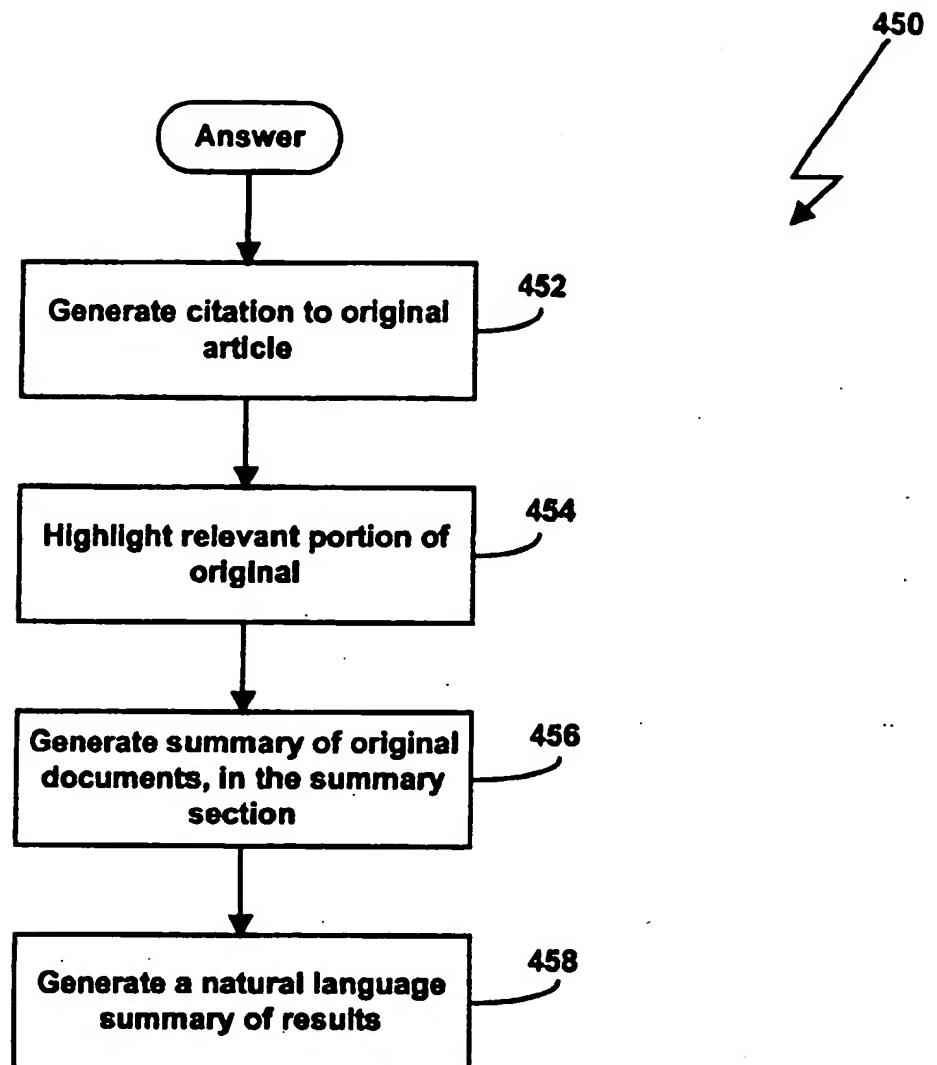 450
Answer
452
Generate citation to original
article
454
Highlight relevant portion of
original
456
Generate summary of original
documents, in the summary
section
458
Generate a natural language
summary of results